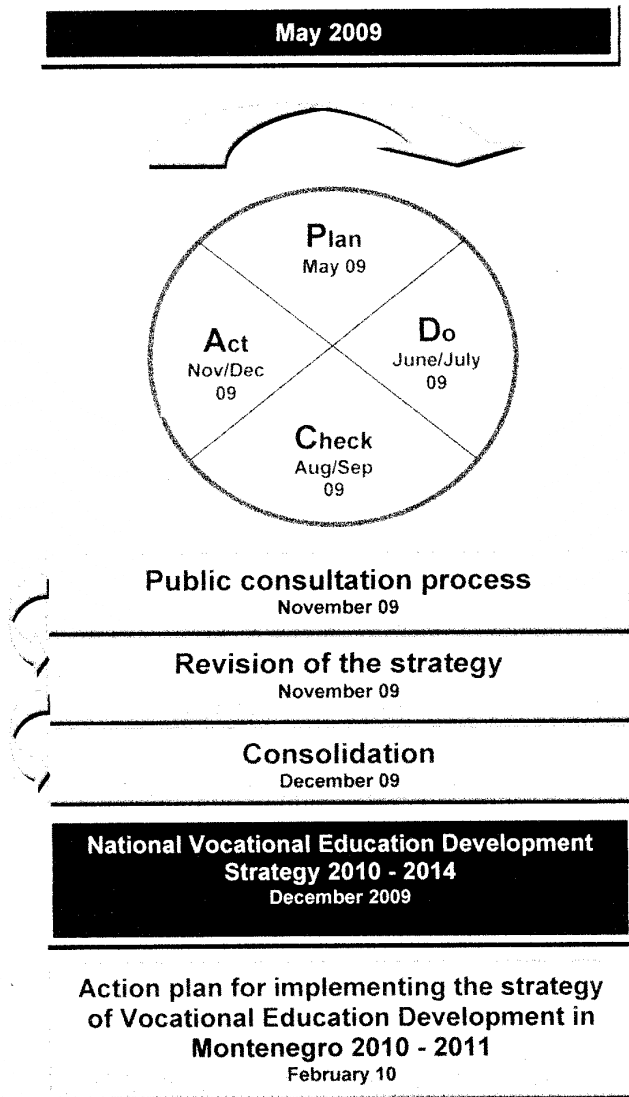 May 2009
Plan
May 09
Act
Nov/Dec
09
Do
June/July
09
Check
Aug/Sep
09
Public consultation process
November 09
Revision of the strategy
November 09
Consolidation
December 09
National Vocational Education Development
Strategy 2010 - 2014
December 2009
Action plan for implementing the strategy
of Vocational Education Development in
Montenegro 2010 - 2011
February 10